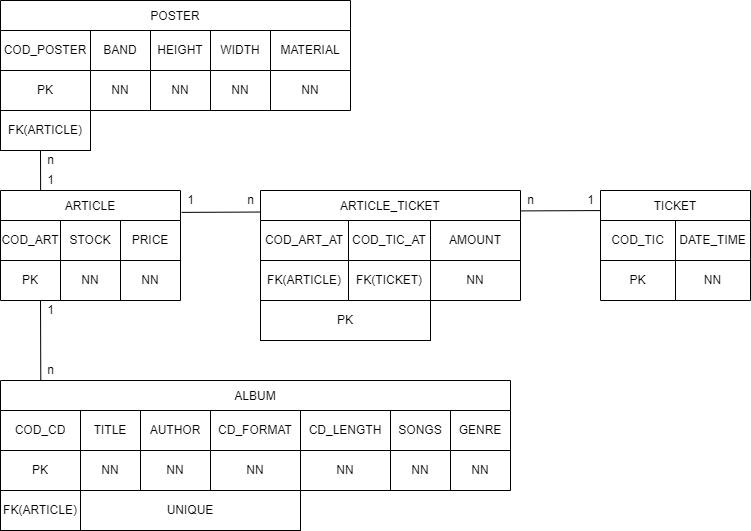 POSTER
COD_POSTER BAND HEIGHT WIDTH MATERIAL
PK NN NN NN NN
FK(ARTICLE)
n
1
ARTICLE 1 n ARTICLE_TICKET n 1 TICKET
COD_ART STOCK PRICE COD_ART_AT COD_TIC_AT AMOUNT COD_TIC DATE_TIME
PK NN NN FK(ARTICLE) FK(TICKET) NN PK NN
1 PK
n
ALBUM
COD_CD TITLE AUTHOR CD_FORMAT CD_LENGTH SONGS GENRE
PK NN NN NN NN NN NN
FK(ARTICLE) UNIQUE